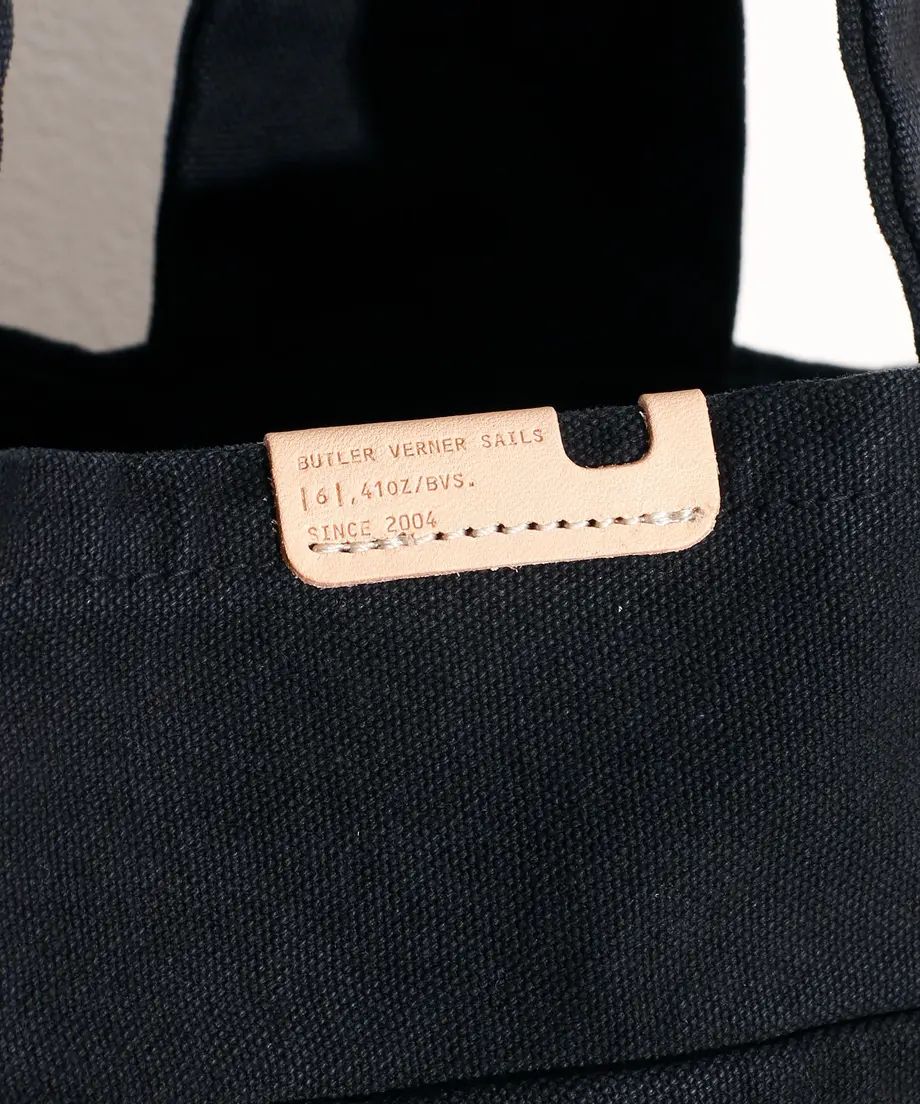 BUTLER VERNER SAILS
|6|,41OZ/BVS.
SINCE 2004